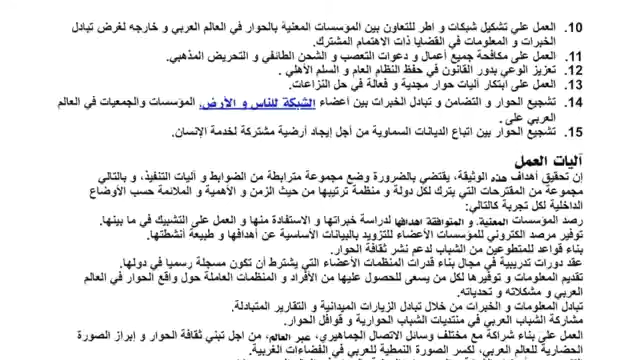 10. العمل علي تشكيل شبكات و اطر للتعاون بين المؤسسات المعنية بالحوار في العالم العربي و خارجه لغرض تبادل
الخبرات و المعلومات في القضايا ذات الاهتمام المشترك.
11. العمل على مكافحة جميع أعمال و دعوات التعصب و الشحن الطائفي و التحريض المذهبي.
12. تعزيز الوعي بدور القانون في حفظ النظام العام و السلم الأهلي .
13. العمل على ابتكار آليات حوار مجدية و فعالة في حل النزاعات.
14. تشجيع الحوار و التضامن و تبادل الخبرات بين أعضاء الشبكة للناس و الأرض. المؤسسات والجمعيات في العالم
العربي على .
15. تشجيع الحوار بين اتباع الديانات السماوية من أجل إيجاد أرضية مشتركة لخدمة الإنسان.
آليات العمل
إن تحقيق أهداف هذه الوثيقة، يقتضي بالضرورة وضع مجموعة مترابطة من الضوابط و آليات التنفيذ، و بالتالي
مجموعة من المقترحات التي يترك لكل دولة و منظمة ترتيبها من حيث الزمن و الأهمية و الملائمة حسب الأوضاع
الداخلية لكل تجربة كالتالي:
رصد المؤسسات المعنية. و المتوافقة اهدافها لدراسة خبراتها و الاستفادة منها و العمل على التشبيك في ما بينها.
توفير مرصد الكتروني للمؤسسات الأعضاء للتزويد بالبيانات الأساسية عن أهدافها و طبيعة أنشطتها.
بناء قواعد للمتطوعين من الشباب لدعم نشر ثقافة الحوار.
عقد دورات تدريبية في مجال بناء قدرات المنظمات الأعضاء التي يشترط أن تكون مسجلة رسميا في دولها.
تقديم المعلومات و توفيرها لكل من يسعى للحصول عليها من الأفراد و المنظمات العاملة حول واقع الحوار في العالم
العربي و مشكلاته و تحدياته.
تبادل المعلومات و الخبرات من خلال تبادل الزيارات الميدانية و التقارير المتبادلة.
مشاركة الشباب العربي في منتديات الشباب الحوارية و قوافل الحوار.
العمل على بناء شراكة مع مختلف وسائل الاتصال الجماهيري، عبر العالم، من اجل تبني ثقافة الحوار و إبراز الصورة
الحضارية للعالم العربي، لكسر الصورة النمطية للعربي في الفضاءات الغربية.